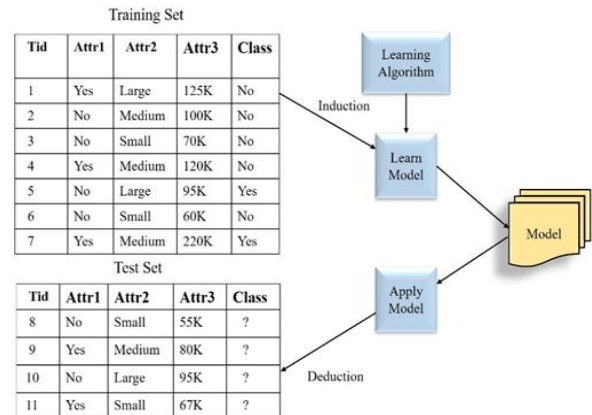 Training Set
Tid Attr1 Attr2 Attr3 Class
1 Yes Large 125K No
2 No Medium 100K No
3 No Small 70K No
4 Yes Medium 120K No
5 No Large 95K Yes
6 No Small 60K No
7 Yes Medium 220K Yes
Test Set
Tid Attr1 Attr2 Attr3 Class
8 No Small 55K ?
9 Yes Medium 80K ?
10 No Large 95K ?
11 Yes Small 67K ?
Learning
Algorithm
Induction
Learn
Model
Model
Apply
Model
Deduction